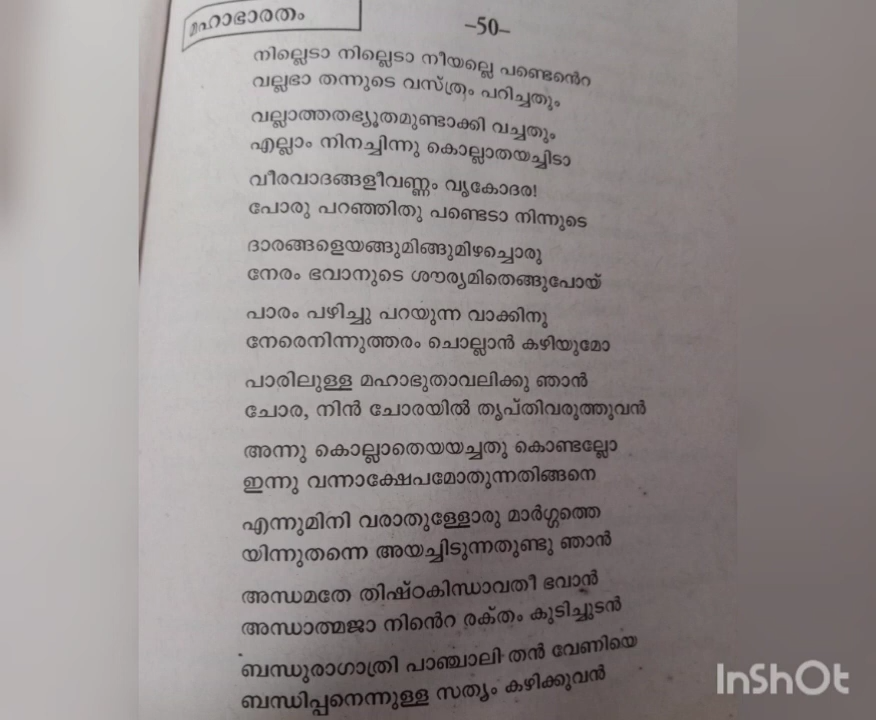 മഹാഭാരതം
–50–
നില്ലെടാ നില്ലെടാ നീയല്ലെ പണ്ടെൻെറ
വല്ലഭാ തന്നുടെ വസ്ത്രം പറിച്ചതും
വല്ലാത്തതഭ്യൂതമുണ്ടാക്കി വച്ചതും
എല്ലാം നിനച്ചിന്നു കൊല്ലാതയച്ചിടാ
വീരവാദങ്ങളീവണ്ണം വൃകോദര!
പോരു പറഞ്ഞിതു പണ്ടെടാ നിന്നുടെ
ദാരങ്ങളെയങ്ങുമിങ്ങുമിഴച്ചൊരു
നേരം ഭവാനുടെ ശൗര്യമിതെങ്ങുപോയ്
പാരം പഴിച്ചു പറയുന്ന വാക്കിനു
നേരെനിന്നുത്തരം ചൊല്ലാൻ കഴിയുമോ
പാരിലുള്ള മഹാഭുതാവലിക്കു ഞാൻ
ചോര, നിൻ ചോരയിൽ തൃപ്തിവരുത്തുവൻ
അന്നു കൊല്ലാതെയയച്ചതു കൊണ്ടല്ലോ
ഇന്നു വന്നാക്ഷേപമോതുന്നതിങ്ങനെ
എന്നുമിനി വരാതുള്ളോരു മാർഗ്ഗത്തെ
യിന്നുതന്നെ അയച്ചിടുന്നതുണ്ടു ഞാൻ
അന്ധമതേ തിഷ്ഠകിന്ധാവതീ ഭവാൻ
അന്ധാത്മജാ നിൻെറ രക്തം കുടിച്ചുടൻ
ബന്ധുരാഗാത്രി പാഞ്ചാലി തൻ വേണിയെ
ബന്ധിപ്പനെന്നുള്ള സത്യം കഴിക്കുവൻ
InShOt